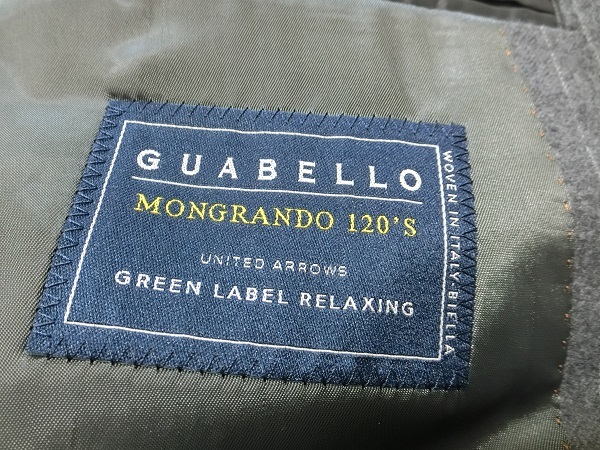 GUABELLO
MONGRANDO 120'S
UNITED ARROWS
GREEN LABEL RELAXING
WOVEN IN ITALY-BIELLA